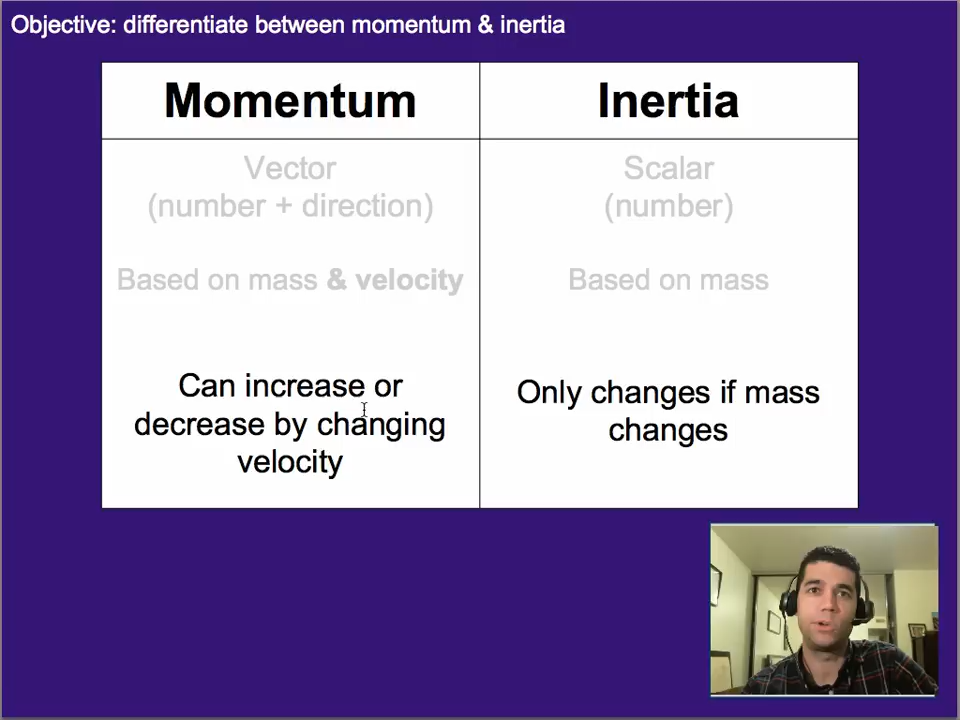 Objective: differentiate between momentum & inertia
Momentum
Inertia
Vector
(number + direction)
Scalar
(number)
Based on mass & velocity
Based on mass
Can increase or
decrease by changing
velocity
Only changes if mass
changes